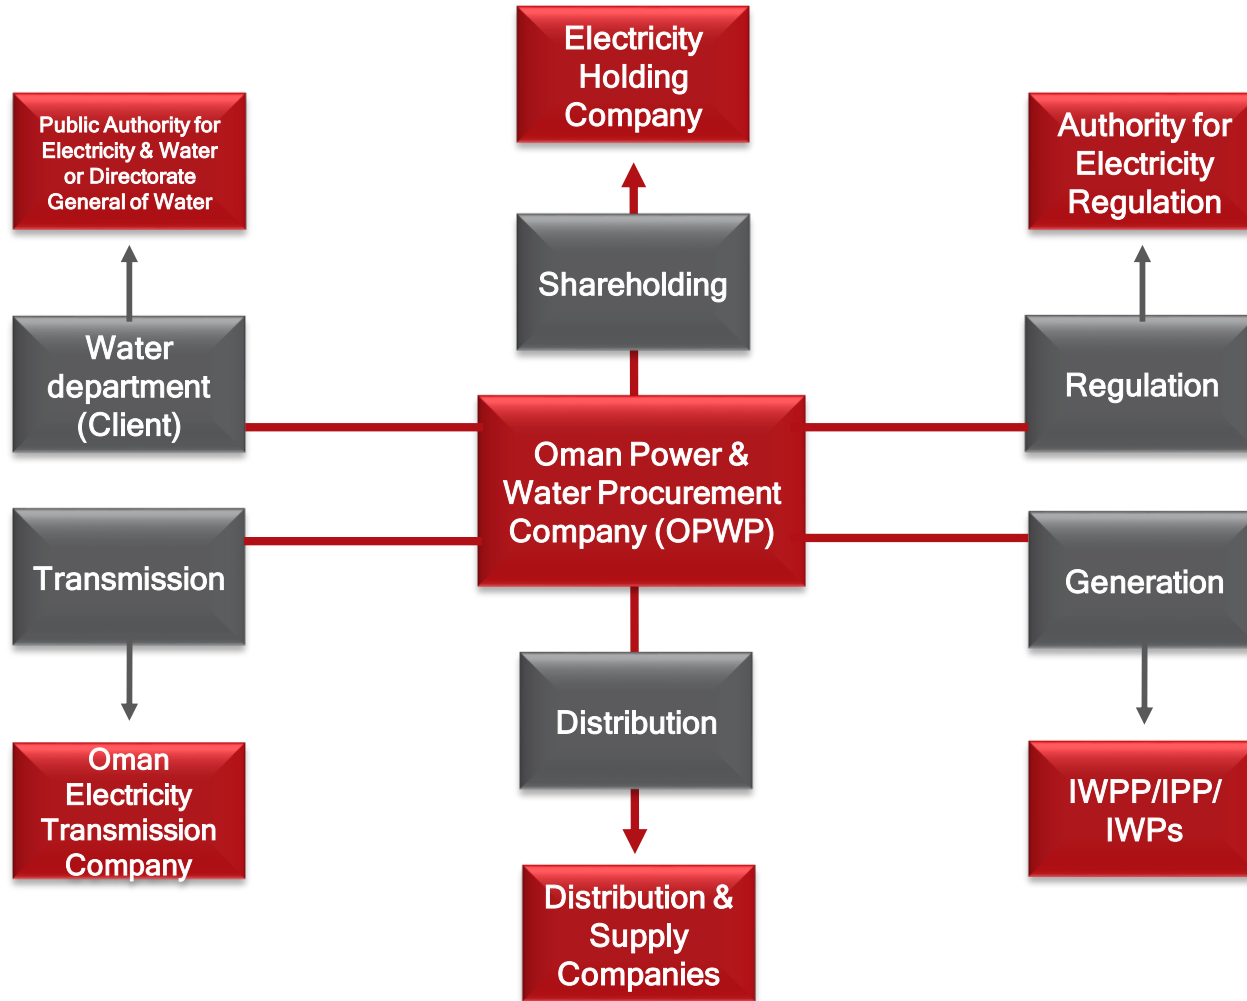 Electricity
Holding
Company
Public Authority for
Electricity & Water
or Directorate
General of Water
Authority for
Electricity
Regulation
Shareholding
Water
department
(Client)
Regulation
Oman Power &
Water Procurement
Company (OPWP)
Transmission
Generation
Distribution
Oman
Electricity
Transmission
Company
IWPP/IPP/
IWPs
Distribution &
Supply
Companies